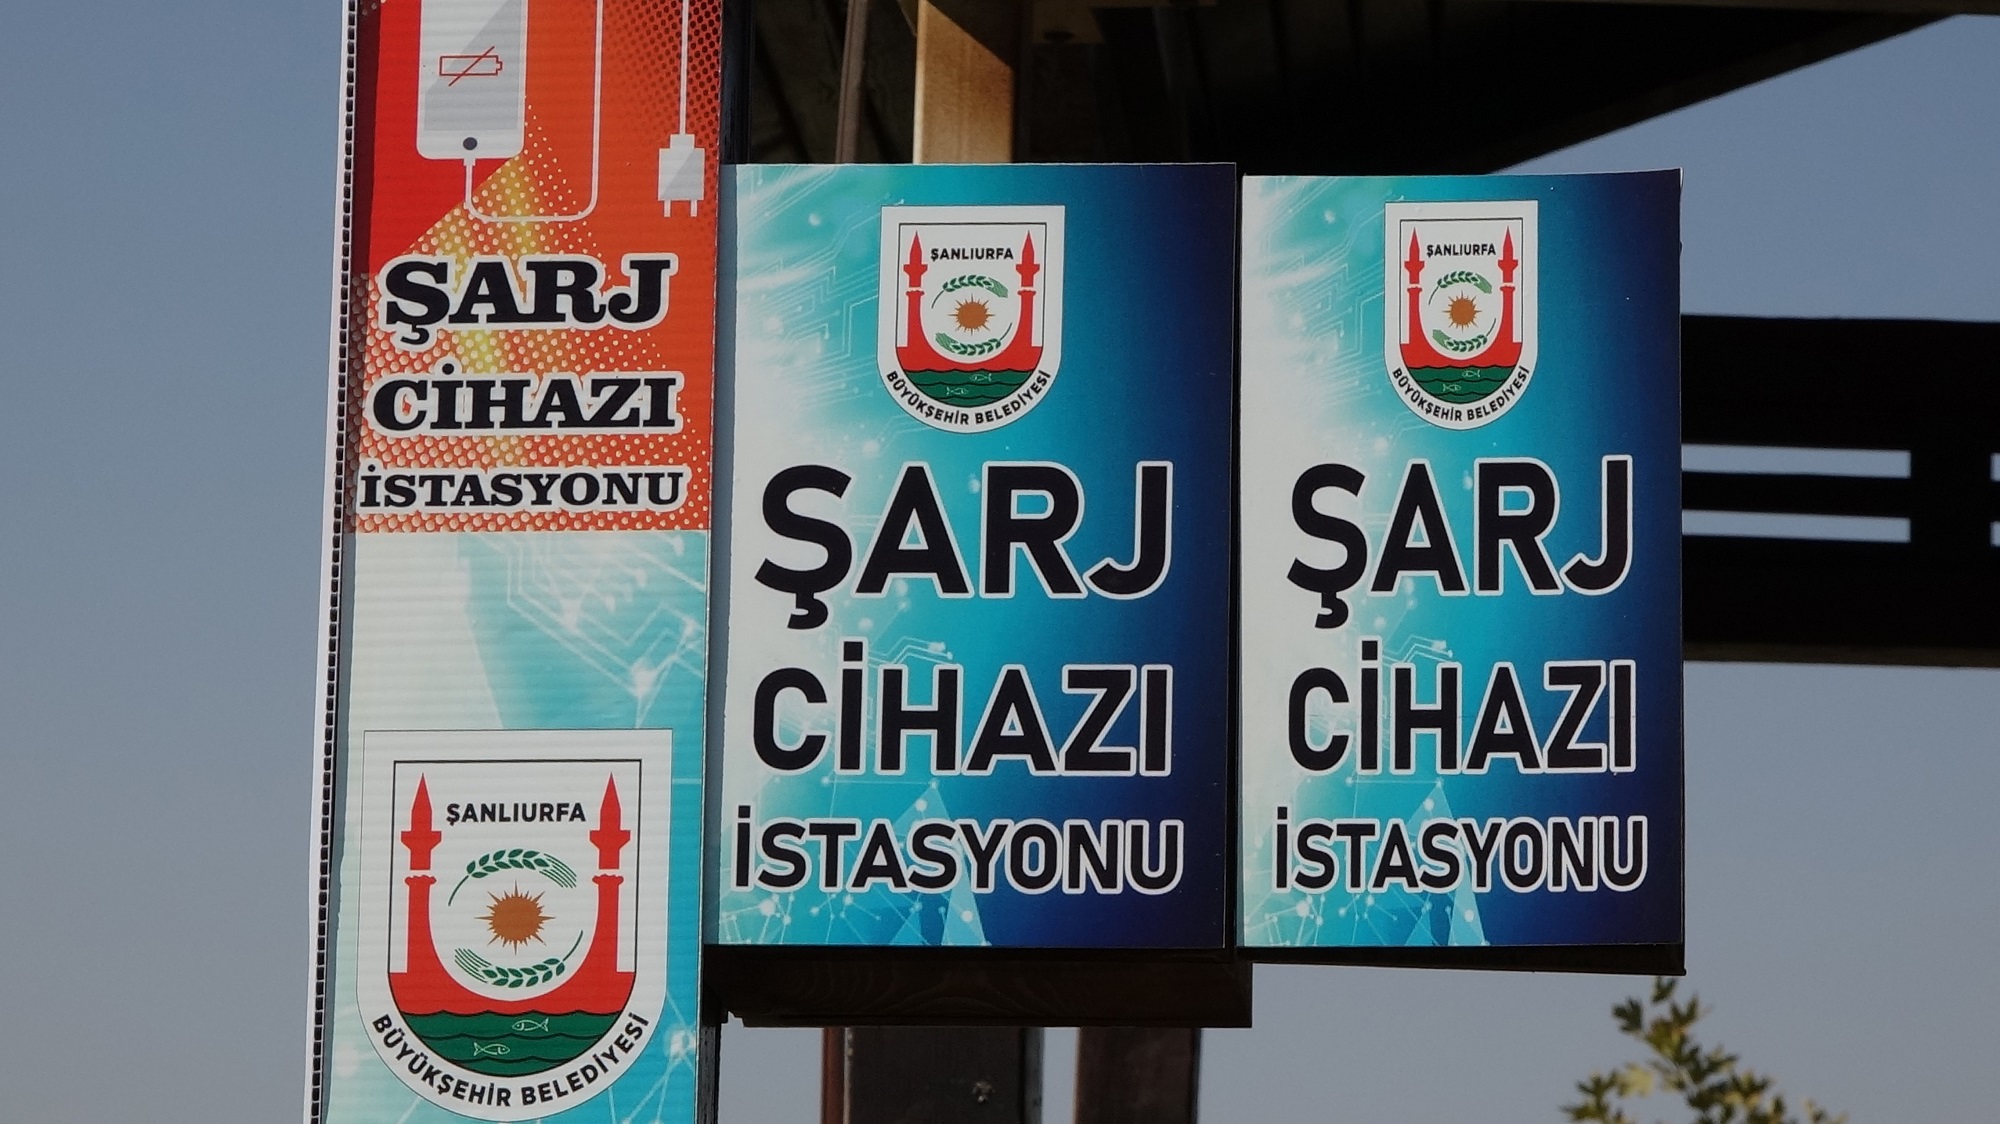 ŞARJ
CİHAZI
İSTASYONU
ŞANLIURFA
BÜYÜKŞEHİR BELEDİYESİ
ŞANLIURFA
BÜYÜKŞEHİR BELEDİYESİ
ŞARJ
CİHAZI
İSTASYONU
ŞANLIURFA
BÜYÜKŞEHİR BELEDİYESİ
ŞARJ
CİHAZI
İSTASYONU